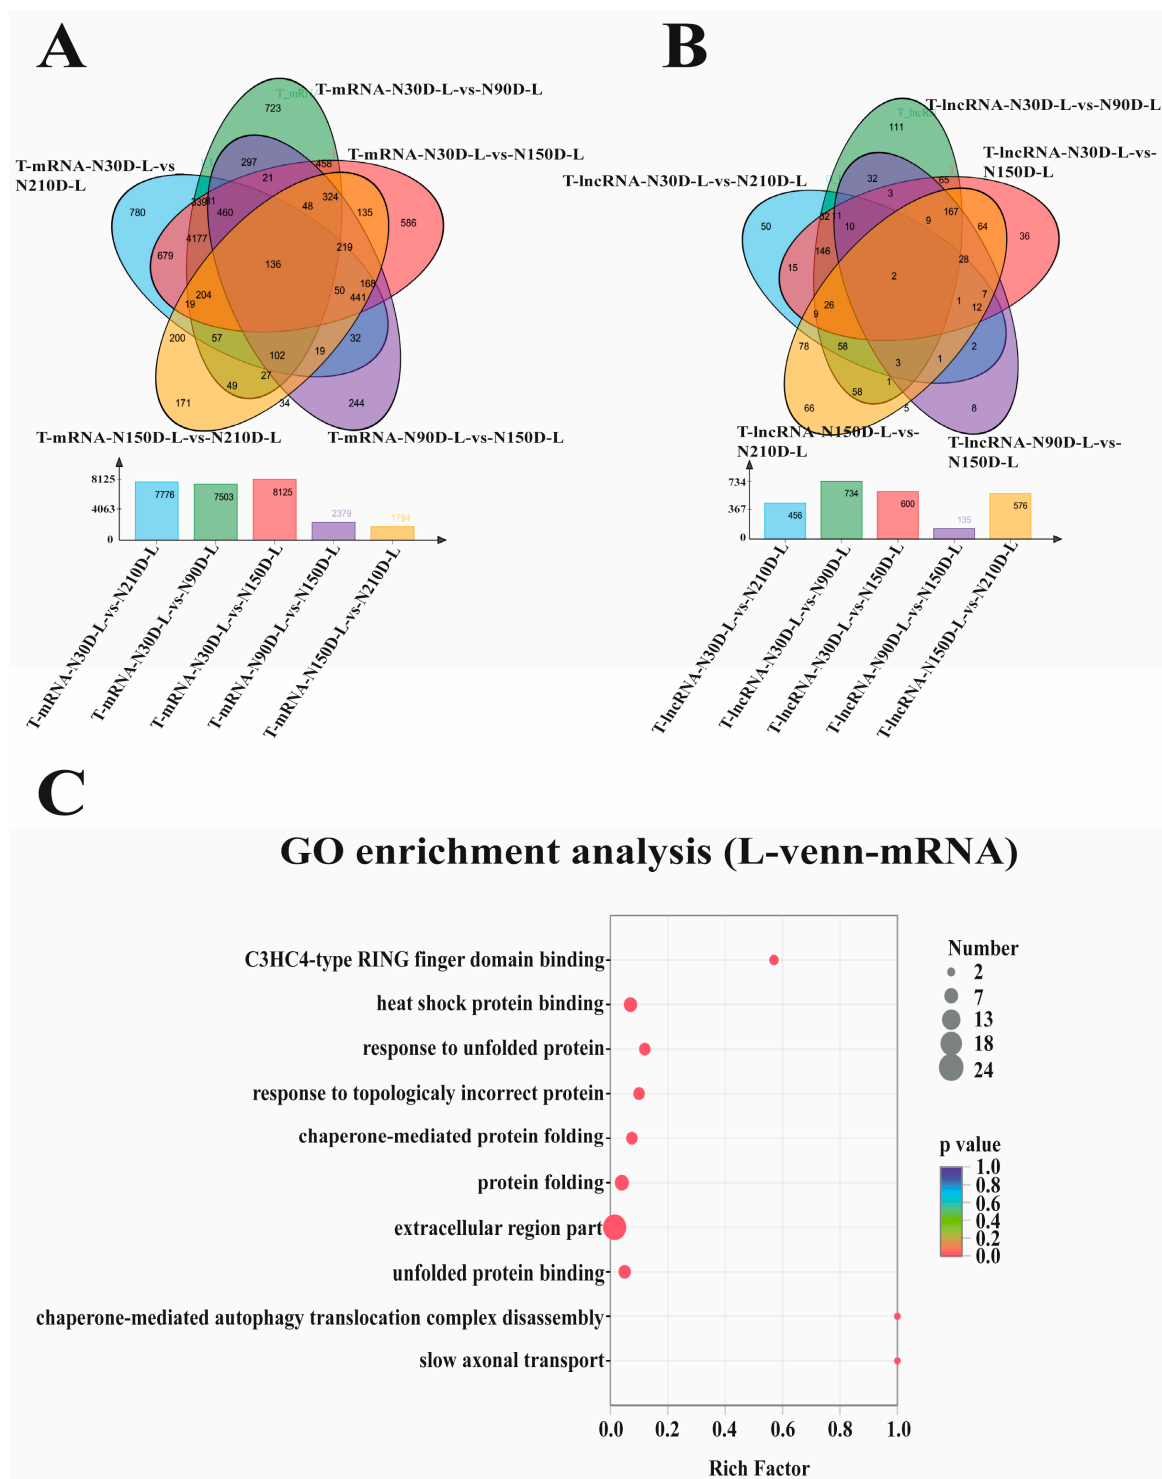 A
T-mRNA-N30D-L-vs-N90D-L
723
T-mRNA-N30D-L-vs-N150D-L
T-mRNA-N30D-L-vs-
N210D-L
297
458
21
324
780
339
81
460
48
135
586
4177
219
679
136
168
50
441
204
19
200
57
32
102
19
27
49
171
34
244
T-mRNA-N150D-L-vs-N210D-L
T-mRNA-N90D-L-vs-N150D-L
8125
4063
0
7776
7503
8125
2379
1794
T-mRNA-N30D-L-vs-N210D-L
T-mRNA-N30D-L-vs-N90D-L
T-mRNA-N30D-L-vs-N150D-L
T-mRNA-N90D-L-vs-N150D-L
T-mRNA-N150D-L-vs-N210D-L
B
T-lncRNA-N30D-L-vs-N90D-L
111
T-lncRNA-N30D-L-vs-
N150D-L
T-lncRNA-N30D-L-vs-N210D-L
32
65
3
167
50
32
11
10
9
64
36
146
28
15
2
7
1
12
26
9
78
58
2
3
1
1
58
66
5
8
T-lncRNA-N150D-L-vs-
N210D-L
T-lncRNA-N90D-L-vs-
N150D-L
734
367
0
456
734
600
135
576
T-lncRNA-N30D-L-vs-N210D-L
T-lncRNA-N30D-L-vs-N90D-L
T-lncRNA-N30D-L-vs-N150D-L
T-lncRNA-N90D-L-vs-N150D-L
T-lncRNA-N150D-L-vs-N210D-L
C
GO enrichment analysis (L-venn-mRNA)
C3HC4-type RING finger domain binding
heat shock protein binding
response to unfolded protein
response to topologicaly incorrect protein
chaperone-mediated protein folding
protein folding
extracellular region part
unfolded protein binding
chaperone-mediated autophagy translocation complex disassembly
slow axonal transport
0.0 0.2 0.4 0.6 0.8 1.0
Rich Factor
Number
2
7
13
18
24
p value
1.0
0.8
0.6
0.4
0.2
0.0